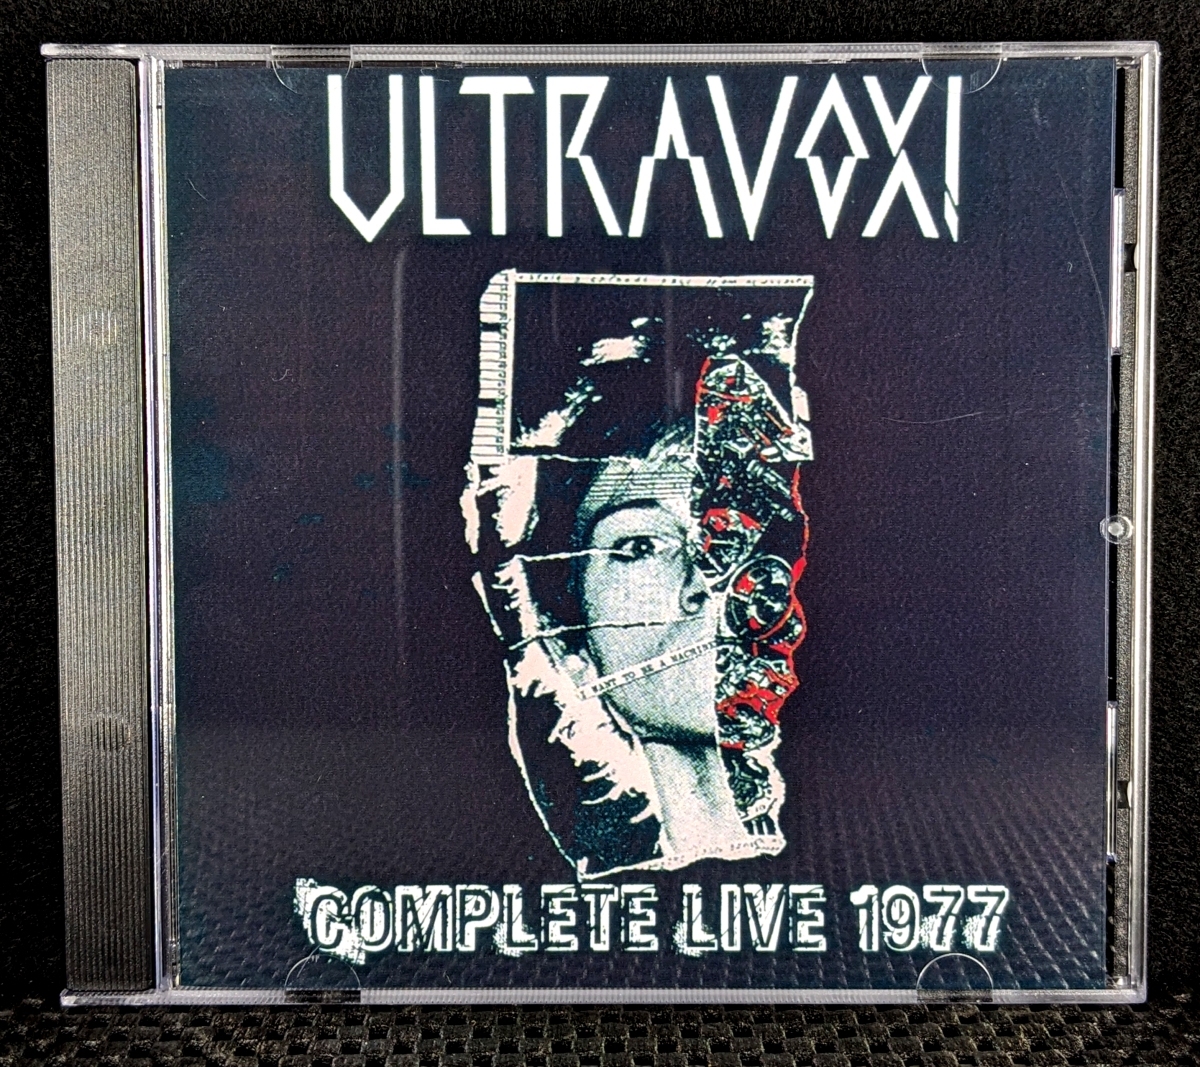 ULTRAVOX!
I WANT TO BE A MACHINE
COMPLETE LIVE 1977